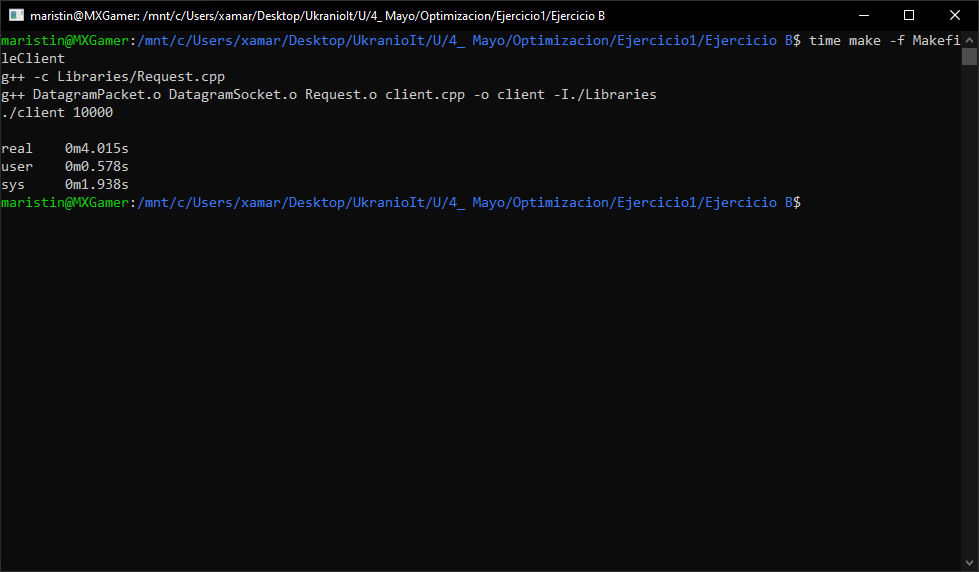 maristin@MXGamer: /mnt/c/Users/xamar/Desktop/UkranioIt/U/4_ Mayo/Optimizacion/Ejercicio1/Ejercicio B
maristin@MXGamer:/mnt/c/Users/xamar/Desktop/UkranioIt/U/4_ Mayo/Optimizacion/Ejercicio1/Ejercicio B$ time make -f Makefi
leClient
g++ -c Libraries/Request.cpp
g++ DatagramPacket.o DatagramSocket.o Request.o client.cpp -o client -I./Libraries
./client 10000
real    0m4.015s
user    0m0.578s
sys     0m1.938s
maristin@MXGamer:/mnt/c/Users/xamar/Desktop/UkranioIt/U/4_ Mayo/Optimizacion/Ejercicio1/Ejercicio B$